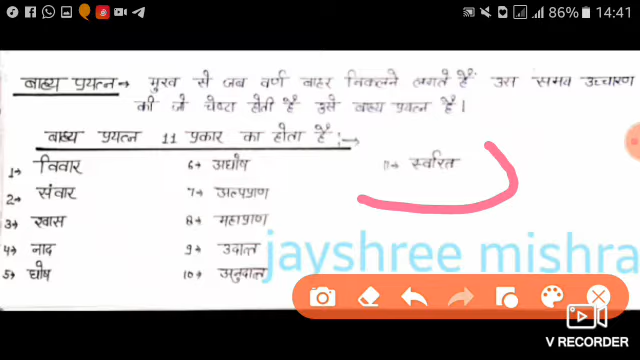 86% 14:41
बाह्य प्रयत्न → मुख से जब वर्ण बाहर निकलने लगते हैं उस समय उच्चारण
की जो चेष्टा होती है उसे बाह्य प्रयत्न है।
बाह्य प्रयत्न 11 प्रकार का होता है :→
1→ विवार 6→ अघोष 11→ स्वरित
2→ संवार 7→ अल्पप्राण
3→ श्वास 8→ महाप्राण
4→ नाद 9→ उदात्त
5→ घोष 10→ अनुदात्त
jayshree mishra
V RECORDER